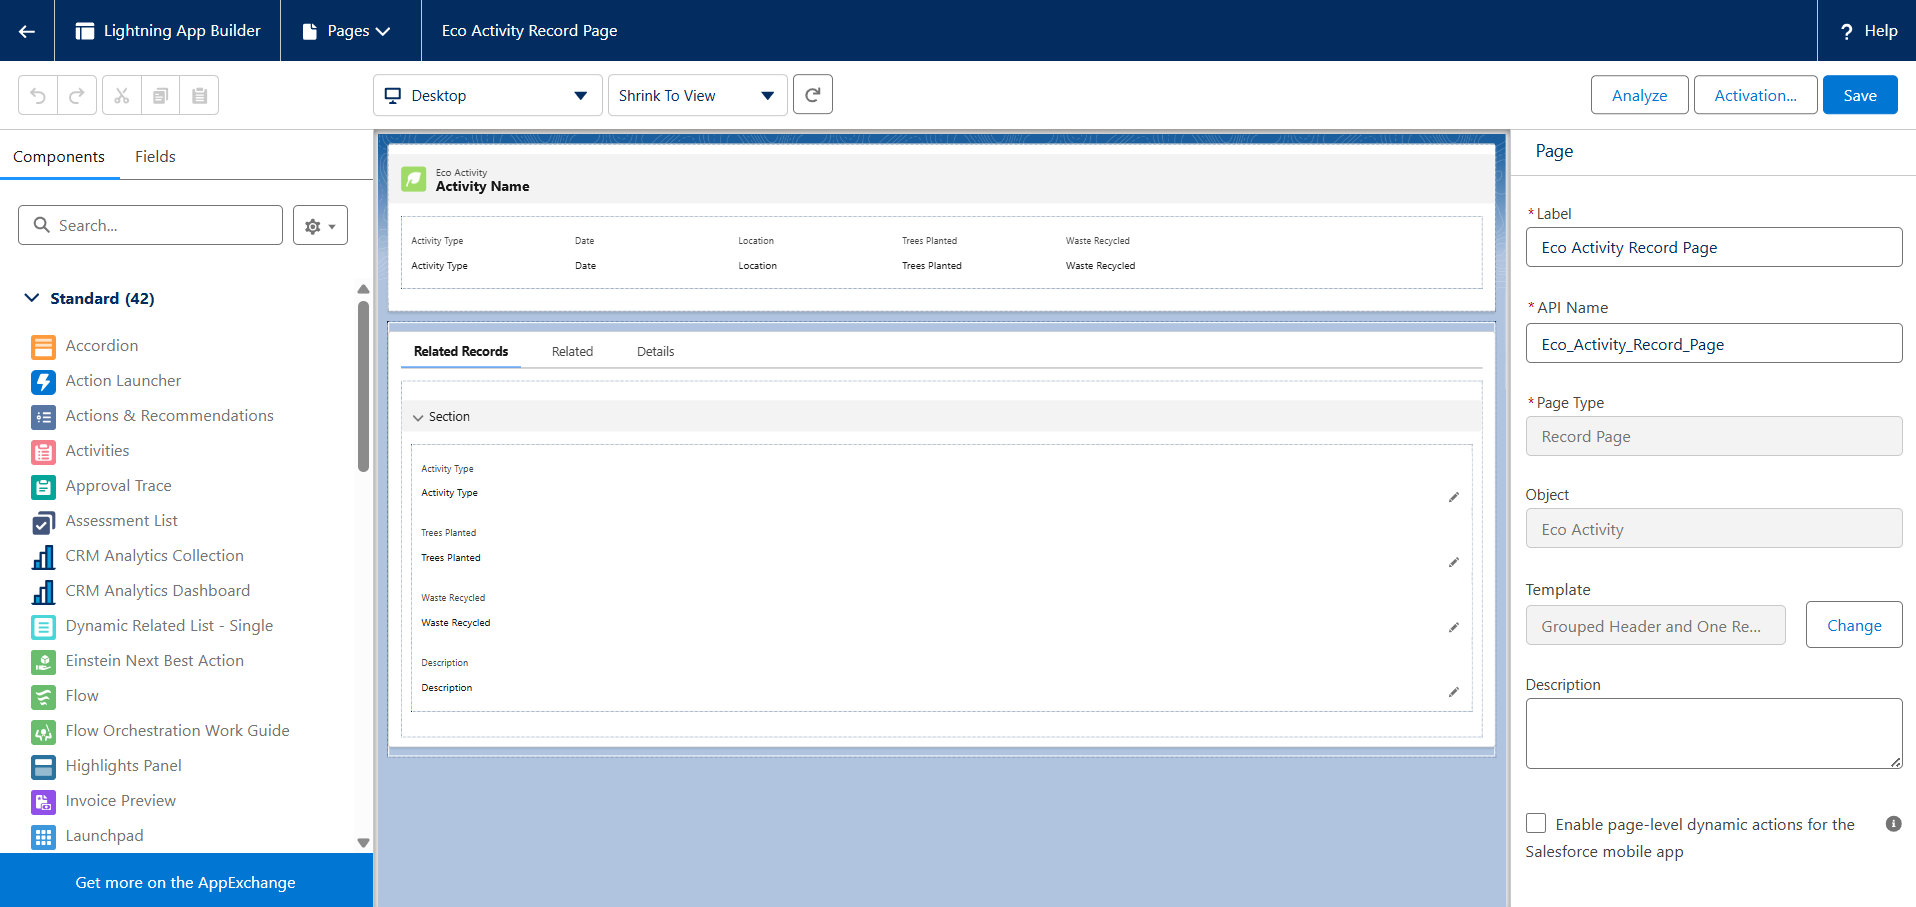 Lightning App Builder
Pages
Eco Activity Record Page
? Help
Desktop
Shrink To View
Analyze
Activation...
Save
Components
Fields
Search...
Standard (42)
Accordion
Action Launcher
Actions & Recommendations
Activities
Approval Trace
Assessment List
CRM Analytics Collection
CRM Analytics Dashboard
Dynamic Related List - Single
Einstein Next Best Action
Flow
Flow Orchestration Work Guide
Highlights Panel
Invoice Preview
Launchpad
Get more on the AppExchange
Eco Activity
Activity Name
Activity Type Date Location Trees Planted Waste Recycled
Activity Type Date Location Trees Planted Waste Recycled
Related Records Related Details
Section
Activity Type
Activity Type
Trees Planted
Trees Planted
Waste Recycled
Waste Recycled
Description
Description
Page
*Label
Eco Activity Record Page
*API Name
Eco_Activity_Record_Page
*Page Type
Record Page
Object
Eco Activity
Template
Grouped Header and One Re...
Change
Description
Enable page-level dynamic actions for the
Salesforce mobile app